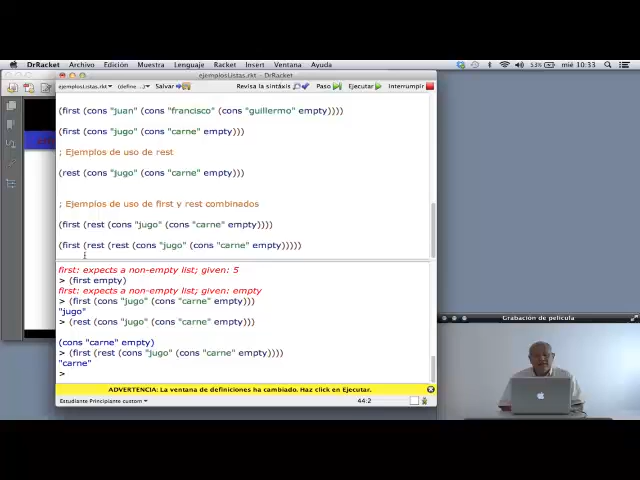 DrRacket Archivo Edición Muestra Lenguaje Racket Insert Ventana Ayuda 53% mié 10:33
ejemplosListas.rkt - DrRacket
ejemplosListas.rkt (define ...) Salvar Revisa la sintáxis Paso Ejecutar Interrumpir
(first (cons "juan" (cons "francisco" (cons "guillermo" empty))))
(first (cons "jugo" (cons "carne" empty)))
; Ejemplos de uso de rest
(rest (cons "jugo" (cons "carne" empty)))
; Ejemplos de uso de first y rest combinados
(first (rest (cons "jugo" (cons "carne" empty))))
(first (rest (rest (cons "jugo" (cons "carne" empty)))))
first: expects a non-empty list; given: 5
> (first empty)
first: expects a non-empty list; given: empty
> (first (cons "jugo" (cons "carne" empty)))
"jugo"
> (rest (cons "jugo" (cons "carne" empty)))
(cons "carne" empty)
> (first (rest (cons "jugo" (cons "carne" empty))))
"carne"
>
ADVERTENCIA: La ventana de definiciones ha cambiado. Haz click en Ejecutar.
Estudiante Principiante custom 44:2
Grabación de película